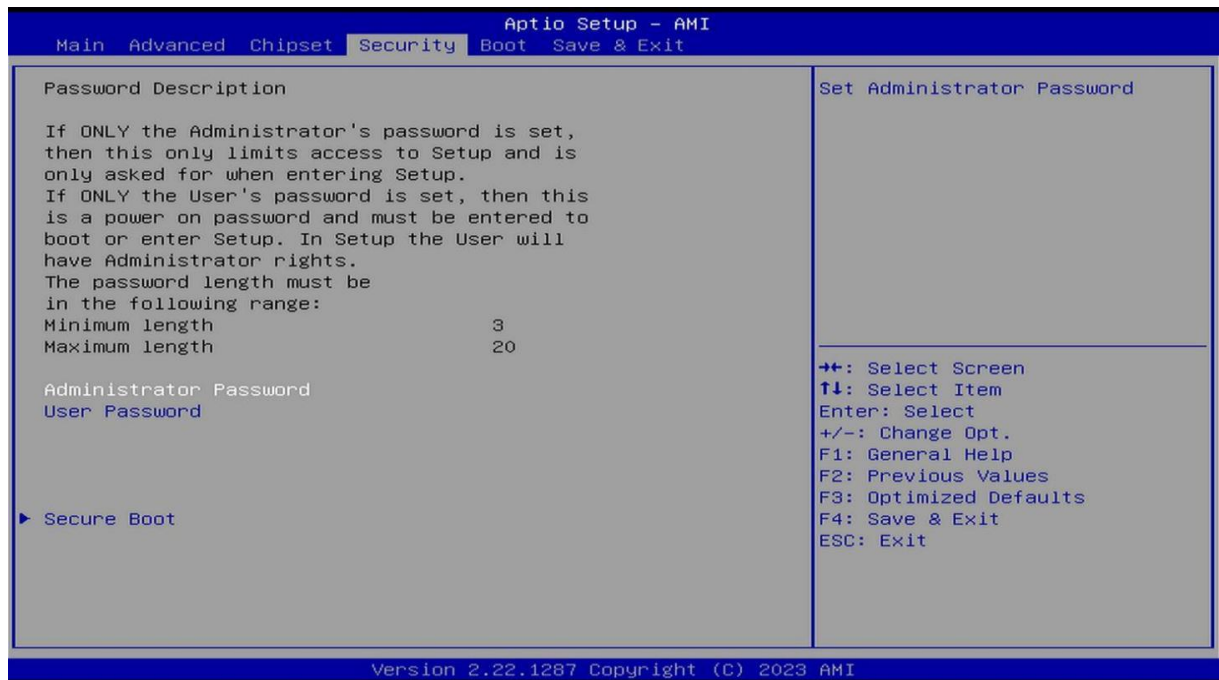 Aptio Setup – AMI
Main Advanced Chipset Security Boot Save & Exit
Password Description
If ONLY the Administrator's password is set,
then this only limits access to Setup and is
only asked for when entering Setup.
If ONLY the User's password is set, then this
is a power on password and must be entered to
boot or enter Setup. In Setup the User will
have Administrator rights.
The password length must be
in the following range:
Minimum length 3
Maximum length 20
Administrator Password
User Password
► Secure Boot
Set Administrator Password
→←: Select Screen
↑↓: Select Item
Enter: Select
+/-: Change Opt.
F1: General Help
F2: Previous Values
F3: Optimized Defaults
F4: Save & Exit
ESC: Exit
Version 2.22.1287 Copyright (C) 2023 AMI